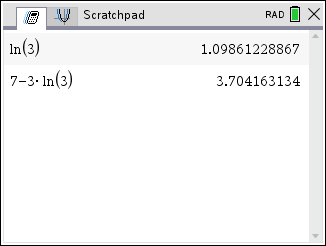 Scratchpad RAD
ln(3) 1.09861228867
7−3·ln(3) 3.704163134